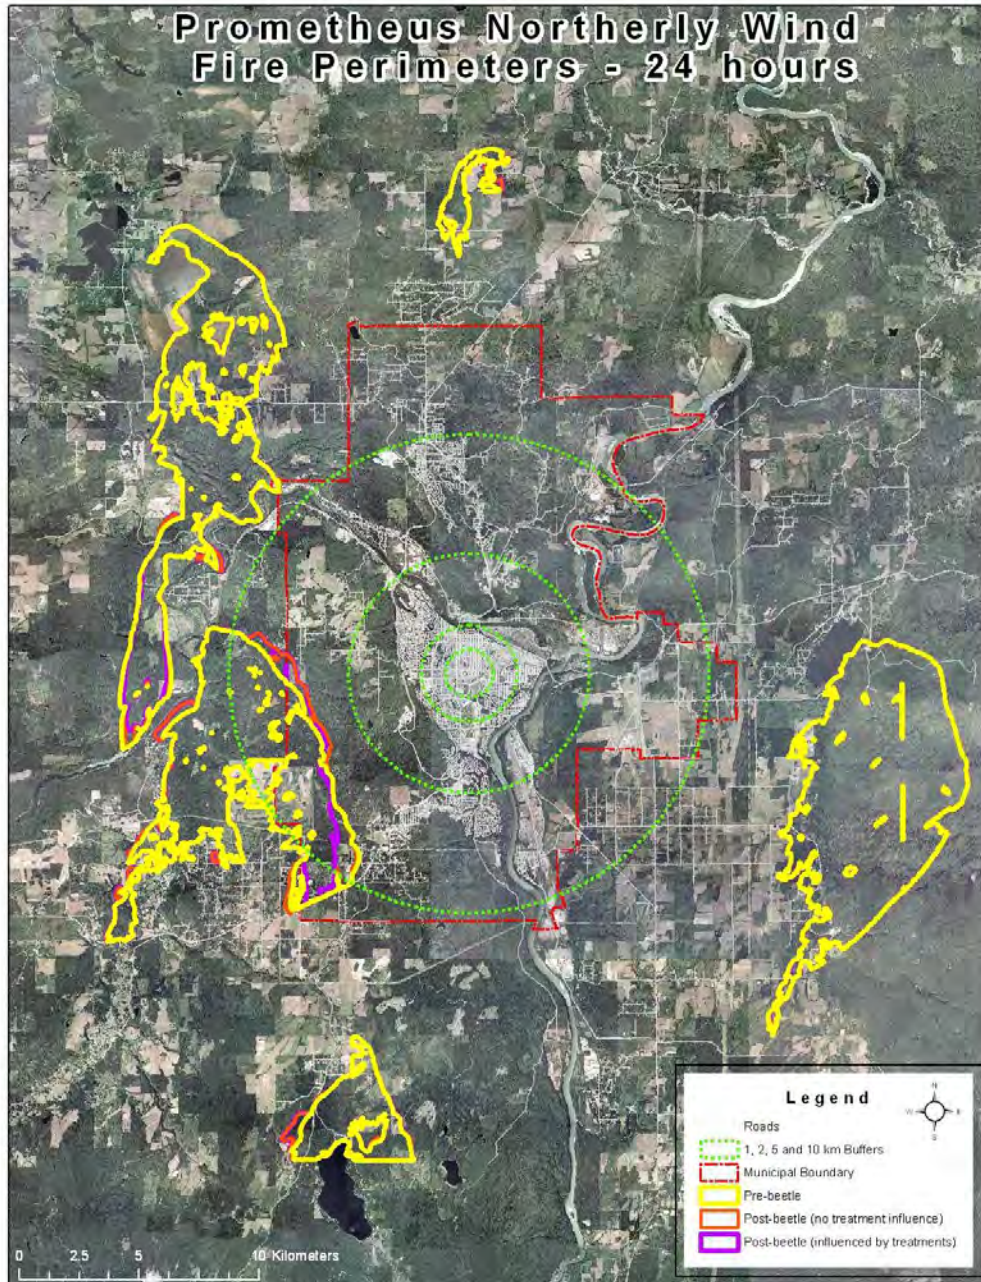 Prometheus Northerly Wind
Fire Perimeters - 24 hours
Legend
N
W
E
S
Roads
1, 2, 5 and 10 km Buffers
Municipal Boundary
Pre-beetle
Post-beetle (no treatment influence)
Post-beetle (influenced by treatments)
0 2.5 5 10 Kilometers